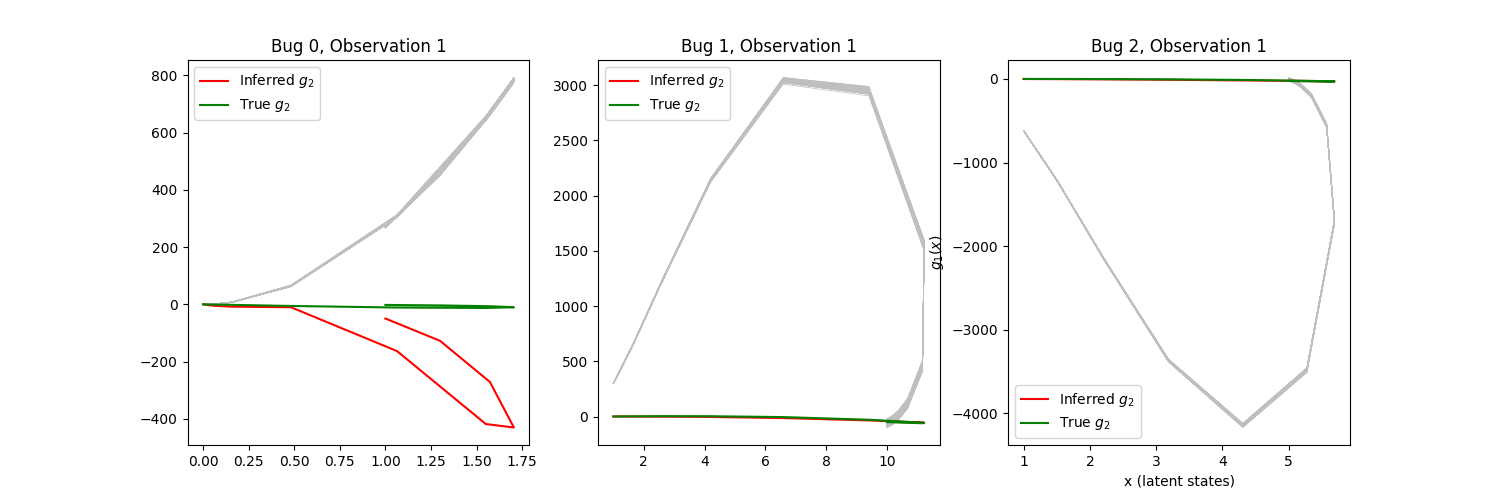 Bug 0, Observation 1
Inferred g₂
True g₂
800
600
400
200
0
−200
−400
0.00 0.25 0.50 0.75 1.00 1.25 1.50 1.75
Bug 1, Observation 1
Inferred g₂
True g₂
3000
2500
2000
1500
1000
500
0
2 4 6 8 10
Bug 2, Observation 1
g₁(x)
0
−1000
−2000
−3000
−4000
Inferred g₂
True g₂
1 2 3 4 5
x (latent states)